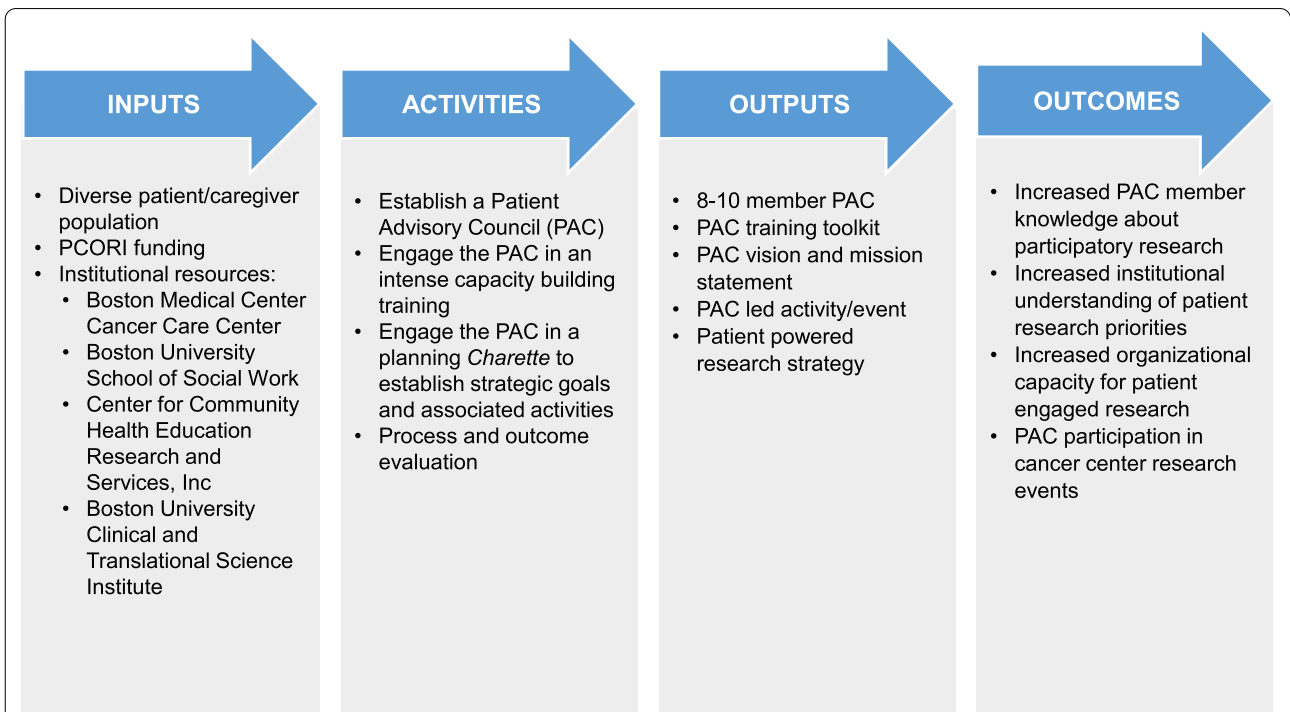 INPUTS
• Diverse patient/caregiver
population
• PCORI funding
• Institutional resources:
• Boston Medical Center
Cancer Care Center
• Boston University
School of Social Work
• Center for Community
Health Education
Research and
Services, Inc
• Boston University
Clinical and
Translational Science
Institute
ACTIVITIES
• Establish a Patient
Advisory Council (PAC)
• Engage the PAC in an
intense capacity building
training
• Engage the PAC in a
planning Charette to
establish strategic goals
and associated activities
• Process and outcome
evaluation
OUTPUTS
• 8-10 member PAC
• PAC training toolkit
• PAC vision and mission
statement
• PAC led activity/event
• Patient powered
research strategy
OUTCOMES
• Increased PAC member
knowledge about
participatory research
• Increased institutional
understanding of patient
research priorities
• Increased organizational
capacity for patient
engaged research
• PAC participation in
cancer center research
events